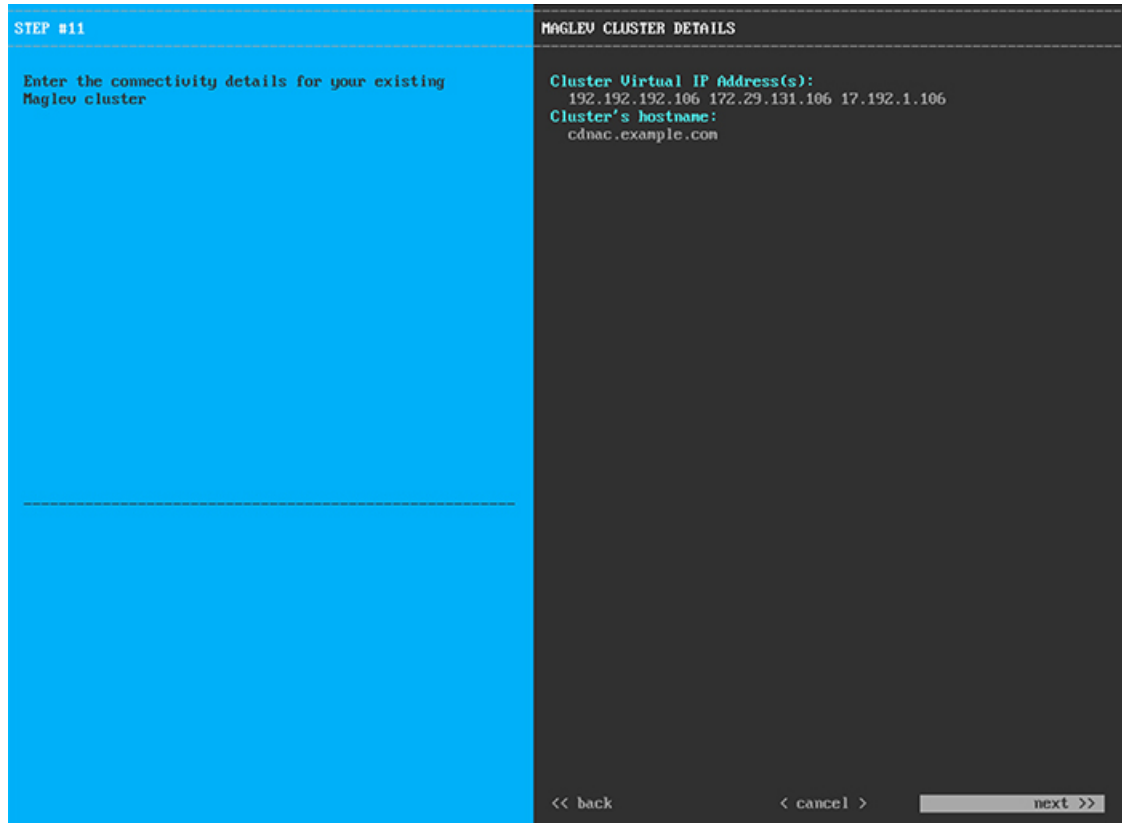 STEP #11
Enter the connectivity details for your existing
Maglev cluster
MAGLEV CLUSTER DETAILS
Cluster Virtual IP Address(s):
192.192.192.106 172.29.131.106 17.192.1.106
Cluster's hostname:
cdnac.example.com
<< back < cancel > next >>